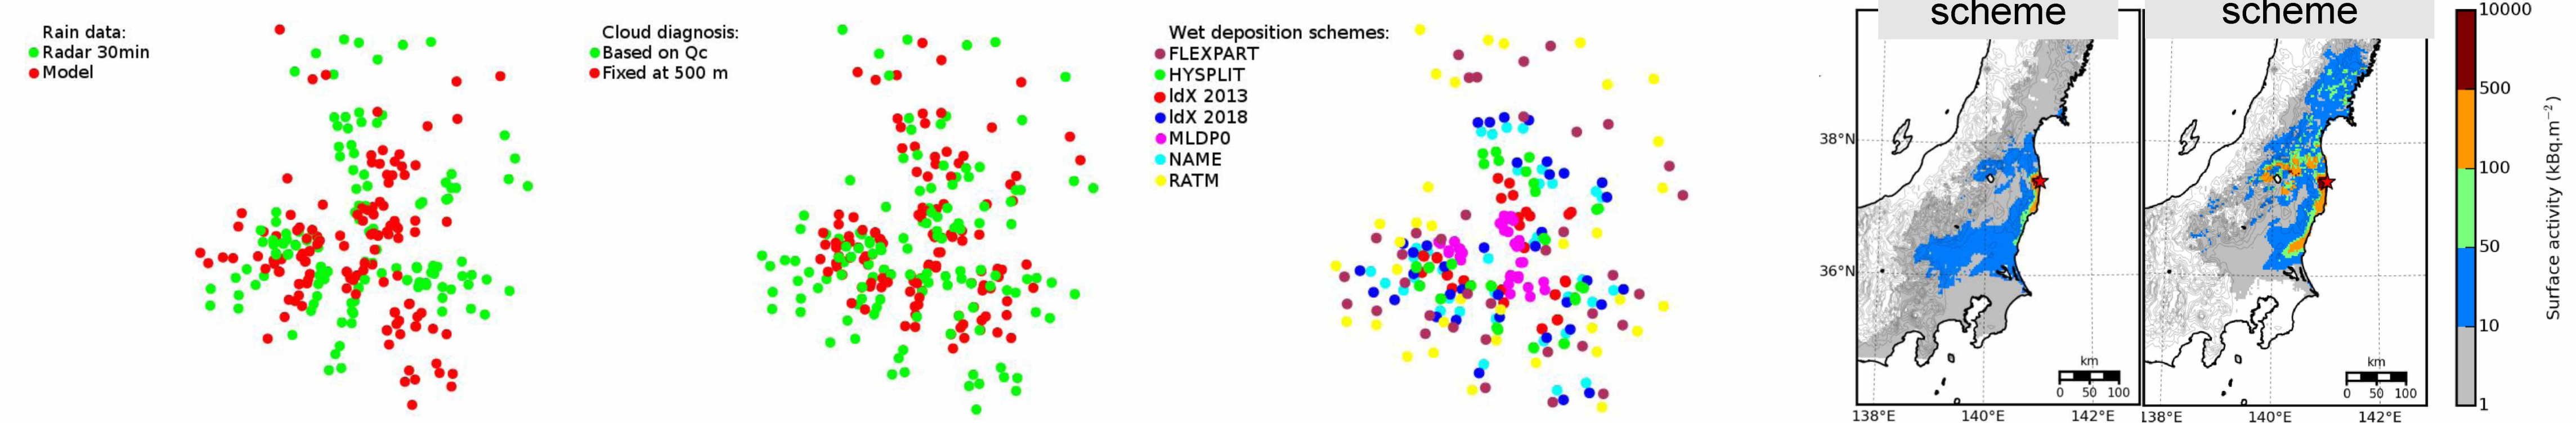 Rain data:
Radar 30min
Model
Cloud diagnosis:
Based on Qc
Fixed at 500 m
Wet deposition schemes:
FLEXPART
HYSPLIT
ldX 2013
ldX 2018
MLDP0
NAME
RATM
scheme
38°N
36°N
km
0 50 100
138°E 140°E 142°E
scheme
km
0 50 100
138°E 140°E 142°E
10000
500
100
50
10
1
Surface activity (kBq.m⁻²)